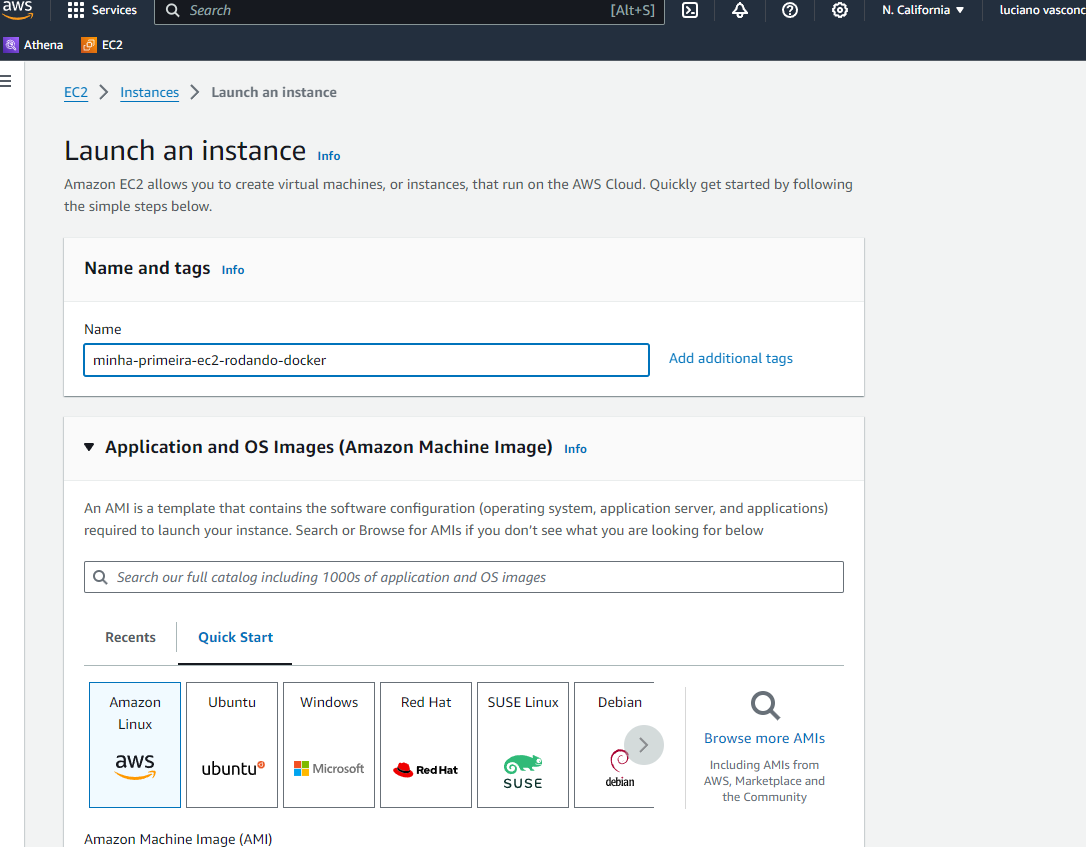 aws
Services
Search
[Alt+S]
N. California
luciano vasconc
Athena
EC2
EC2
Instances
Launch an instance
Launch an instance
Info
Amazon EC2 allows you to create virtual machines, or instances, that run on the AWS Cloud. Quickly get started by following
the simple steps below.
Name and tags
Info
Name
minha-primeira-ec2-rodando-docker
Add additional tags
Application and OS Images (Amazon Machine Image)
Info
An AMI is a template that contains the software configuration (operating system, application server, and applications)
required to launch your instance. Search or Browse for AMIs if you don’t see what you are looking for below
Search our full catalog including 1000s of application and OS images
Recents
Quick Start
Amazon
Linux
aws
Ubuntu
ubuntu
Windows
Microsoft
Red Hat
Red Hat
SUSE Linux
SUSE
Debian
debian
Browse more AMIs
Including AMIs from
AWS, Marketplace and
the Community
Amazon Machine Image (AMI)